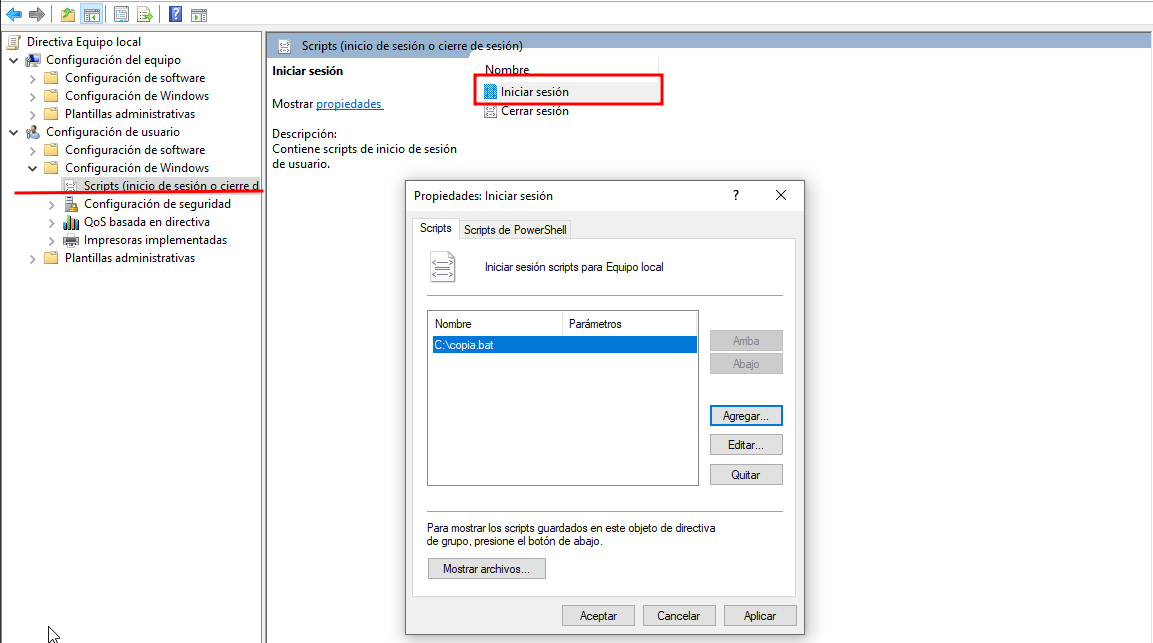 Directiva Equipo local
Configuración del equipo
Configuración de software
Configuración de Windows
Plantillas administrativas
Configuración de usuario
Configuración de software
Configuración de Windows
Scripts (inicio de sesión o cierre d
Configuración de seguridad
QoS basada en directiva
Impresoras implementadas
Plantillas administrativas
Scripts (inicio de sesión o cierre de sesión)
Iniciar sesión
Mostrar propiedades
Descripción:
Contiene scripts de inicio de sesión
de usuario.
Nombre
Iniciar sesión
Cerrar sesión
Propiedades: Iniciar sesión
?
Scripts
Scripts de PowerShell
Iniciar sesión scripts para Equipo local
Nombre Parámetros
C:\copia.bat
Arriba
Abajo
Agregar...
Editar...
Quitar
Para mostrar los scripts guardados en este objeto de directiva
de grupo, presione el botón de abajo.
Mostrar archivos...
Aceptar Cancelar Aplicar